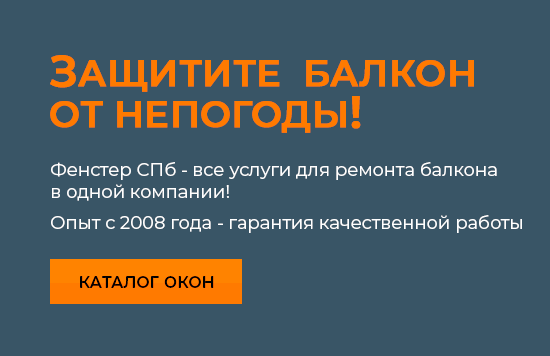 ЗАЩИТИТЕ БАЛКОН
ОТ НЕПОГОДЫ!
Фенстер СПб - все услуги для ремонта балкона
в одной компании!
Опыт с 2008 года - гарантия качественной работы
КАТАЛОГ ОКОН